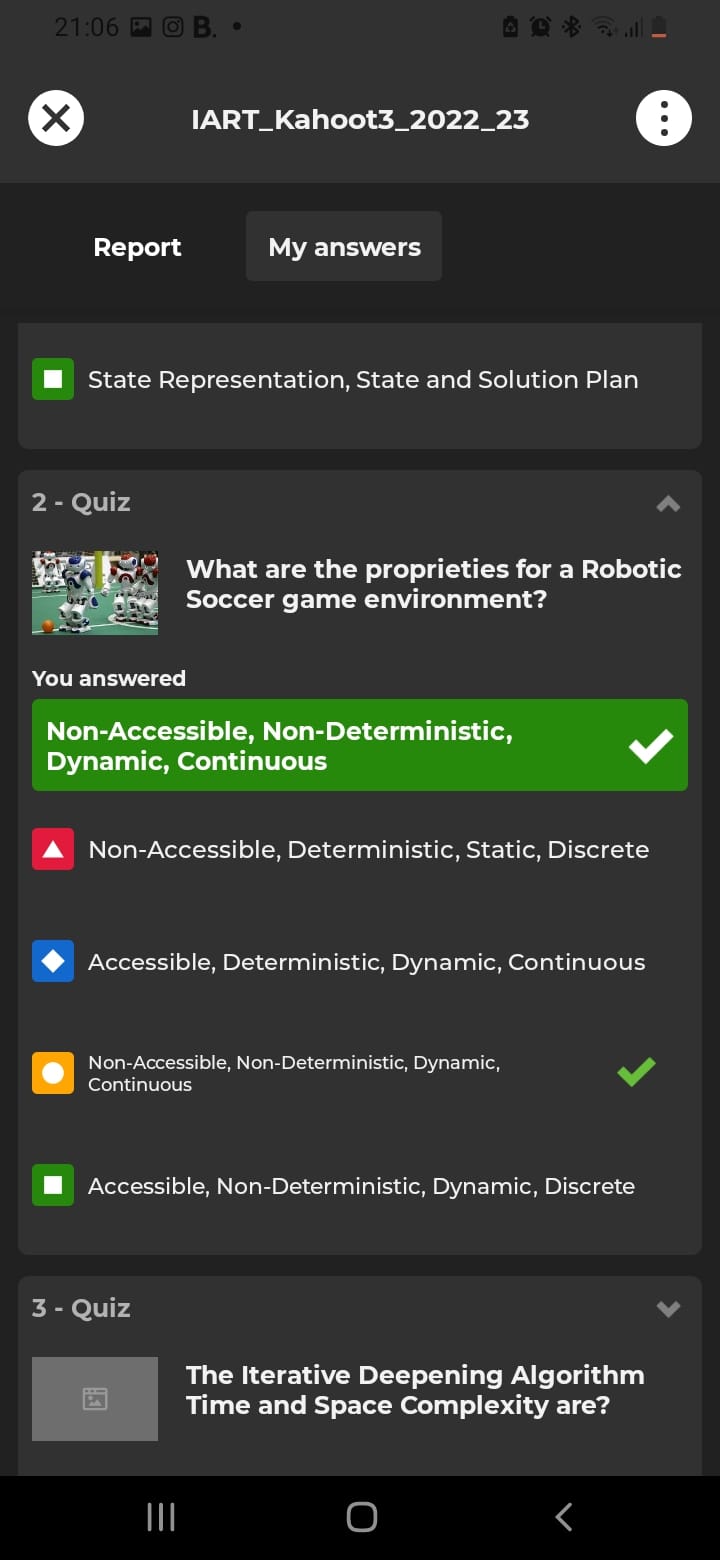 21:06 B.
IART_Kahoot3_2022_23
Report
My answers
State Representation, State and Solution Plan
2 - Quiz
What are the proprieties for a Robotic
Soccer game environment?
You answered
Non-Accessible, Non-Deterministic,
Dynamic, Continuous
Non-Accessible, Deterministic, Static, Discrete
Accessible, Deterministic, Dynamic, Continuous
Non-Accessible, Non-Deterministic, Dynamic,
Continuous
Accessible, Non-Deterministic, Dynamic, Discrete
3 - Quiz
The Iterative Deepening Algorithm
Time and Space Complexity are?